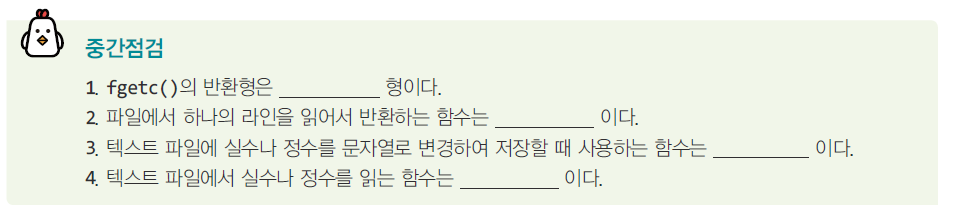 중간점검
1. fgetc()의 반환형은 __________ 형이다.
2. 파일에서 하나의 라인을 읽어서 반환하는 함수는 __________ 이다.
3. 텍스트 파일에 실수나 정수를 문자열로 변경하여 저장할 때 사용하는 함수는 __________ 이다.
4. 텍스트 파일에서 실수나 정수를 읽는 함수는 __________ 이다.